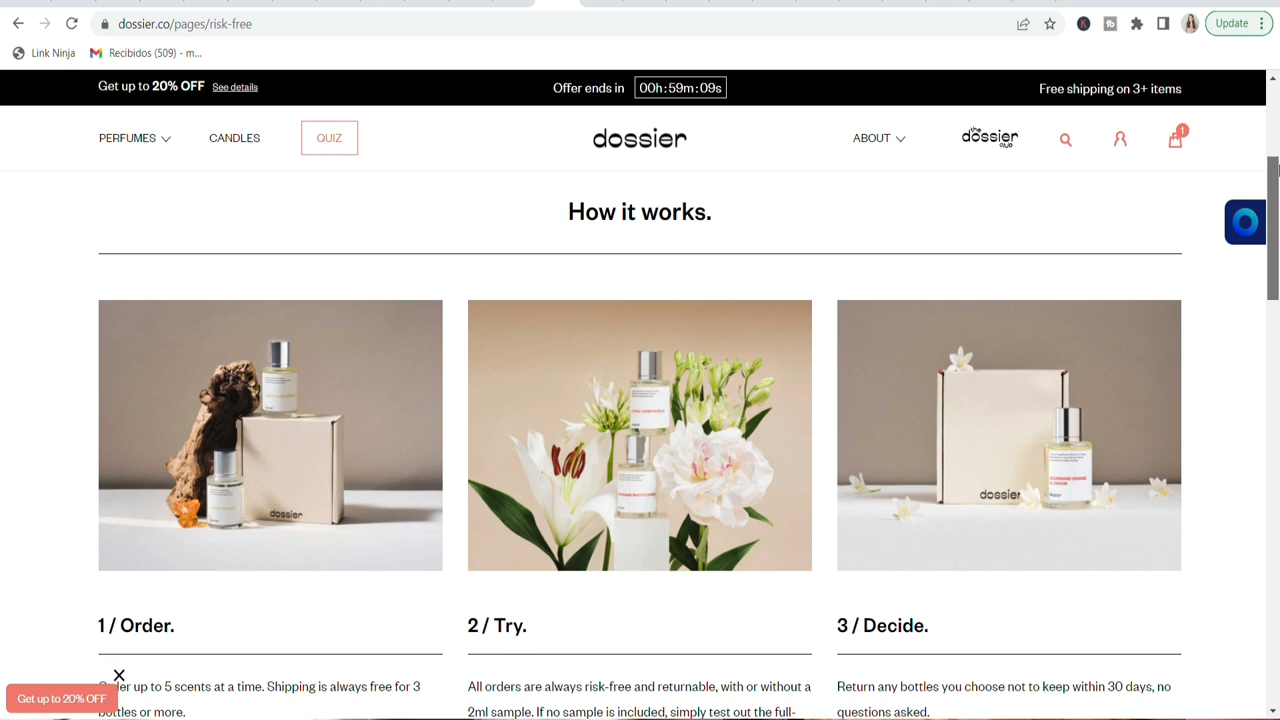 dossier.co/pages/risk-free
Update
Link Ninja
Recibidos (509) - m...
Get up to 20% OFF See details
Offer ends in 00h:59m:09s
Free shipping on 3+ items
PERFUMES
CANDLES
QUIZ
dossier
ABOUT
the dossier club
1
How it works.
dossier
dossier
1 / Order.
2 / Try.
3 / Decide.
Order up to 5 scents at a time. Shipping is always free for 3
bottles or more.
All orders are always risk-free and returnable, with or without a
2ml sample. If no sample is included, simply test out the full-
Return any bottles you choose not to keep within 30 days, no
questions asked.
Get up to 20% OFF